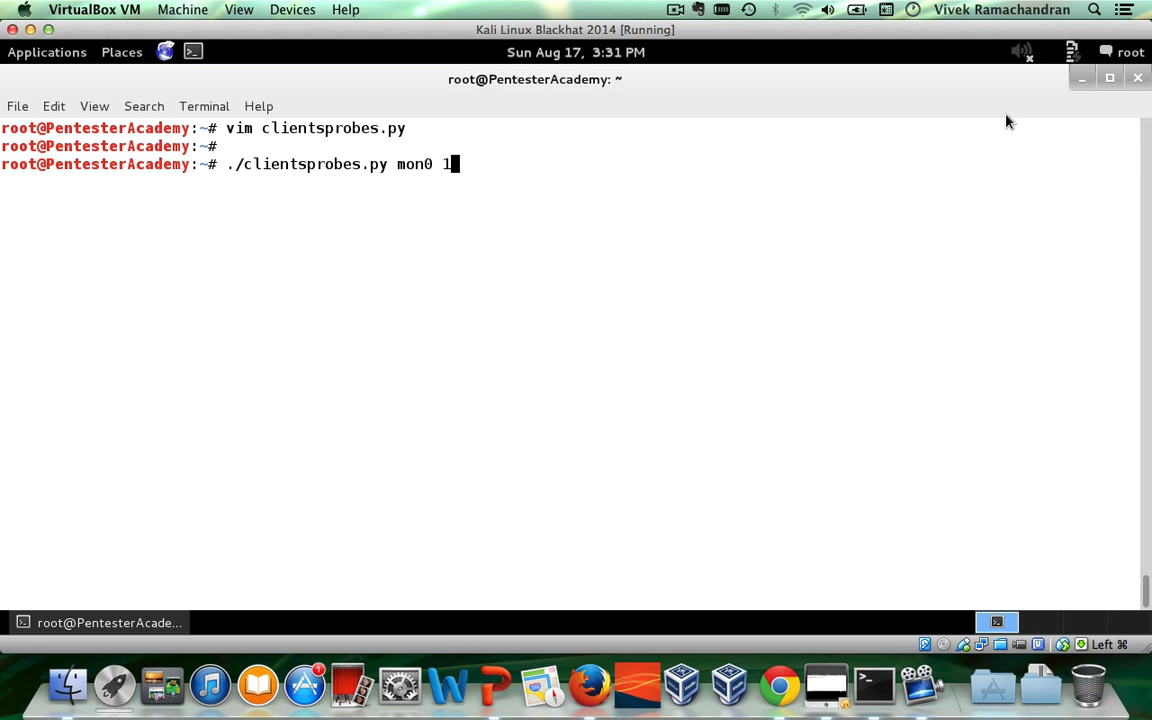 VirtualBox VM Machine View Devices Help Vivek Ramachandran
Kali Linux Blackhat 2014 [Running]
Applications Places Sun Aug 17, 3:31 PM root
root@PentesterAcademy: ~
File Edit View Search Terminal Help
root@PentesterAcademy:~# vim clientsprobes.py
root@PentesterAcademy:~#
root@PentesterAcademy:~# ./clientsprobes.py mon0 1
root@PentesterAcade...
Left ⌘
1